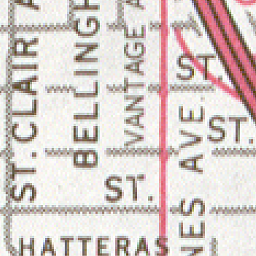 ST. CLAIR A
BELLINGH
VANTAGE A
ST.
ST.
NES AVE.
ST.
HATTERAS